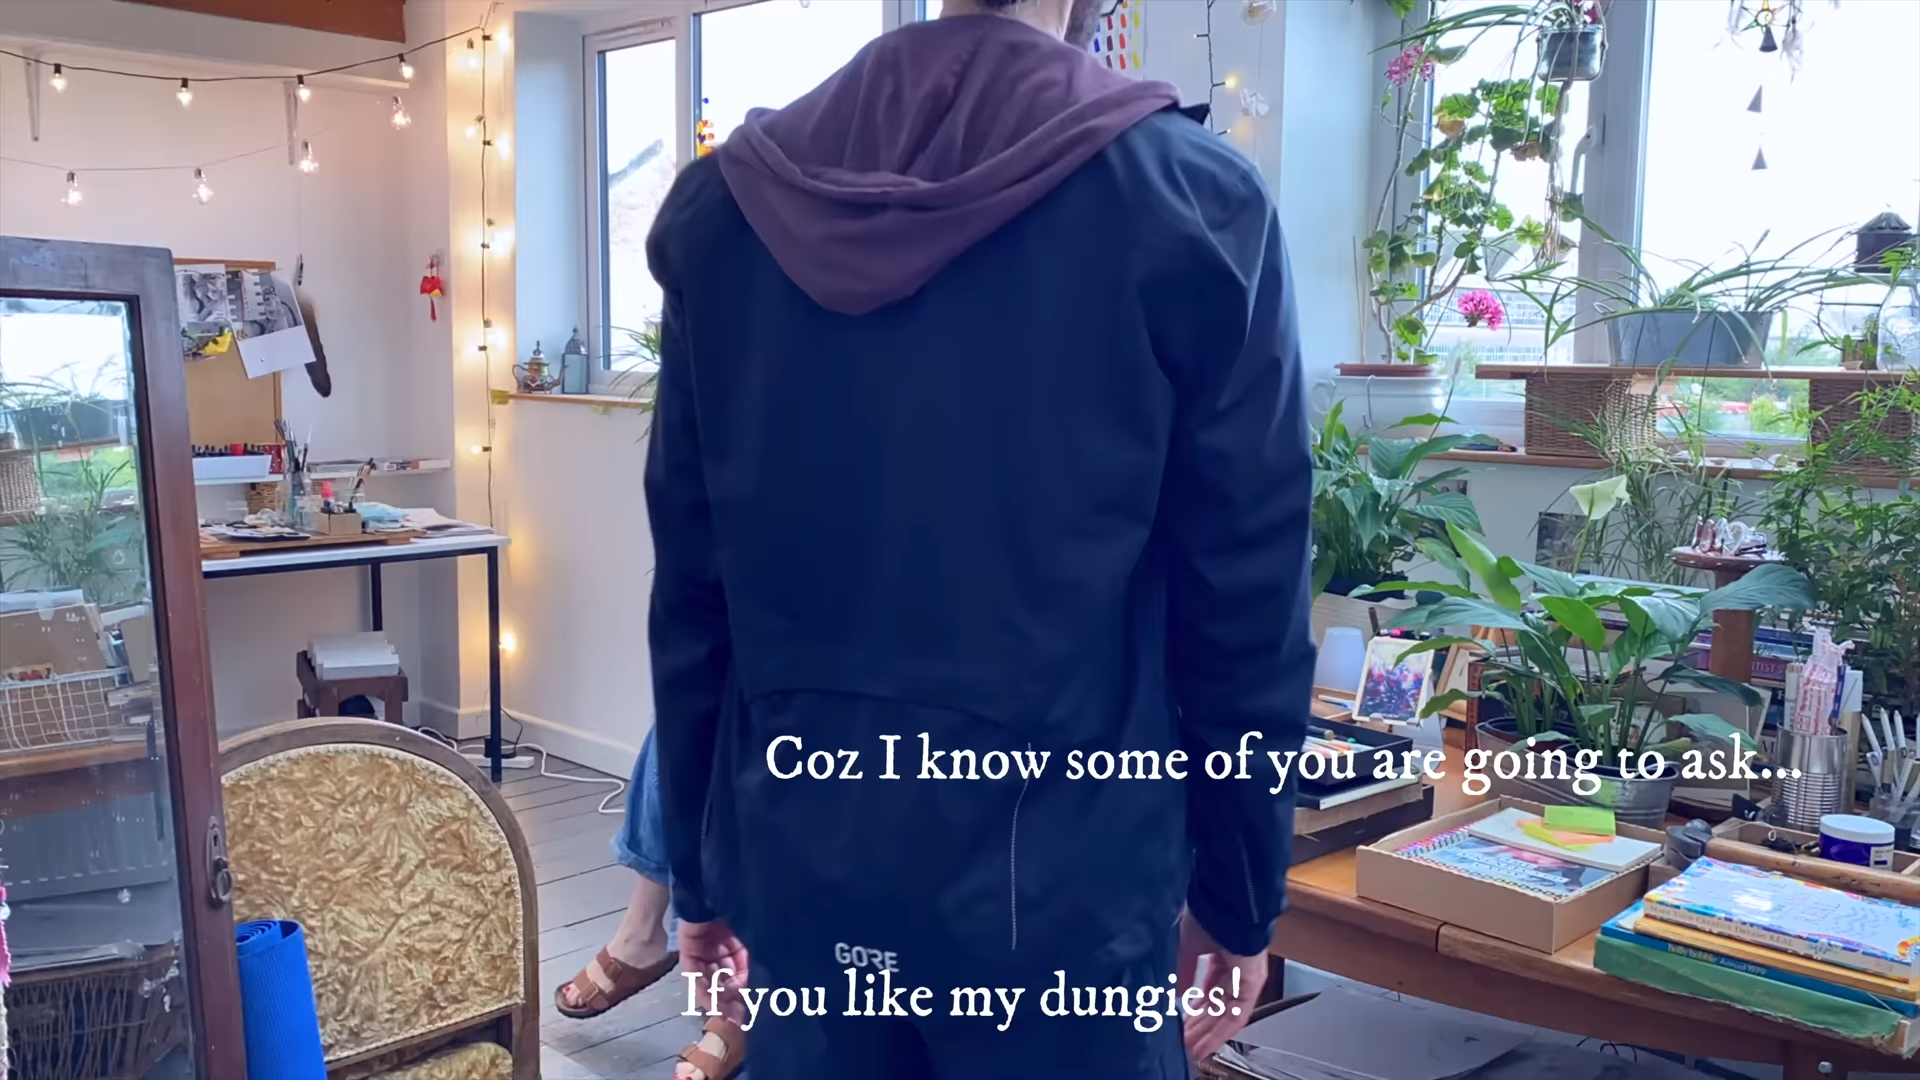 Coz I know some of you are going to ask...
GORE
If you like my dungies!